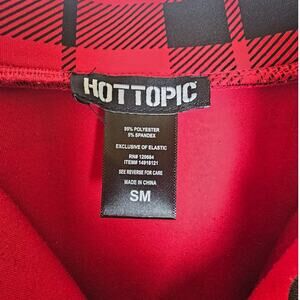 HOTTOPIC
95% POLYESTER
5% SPANDEX
EXCLUSIVE OF ELASTIC
RN# 120684
ITEM# 14919121
SEE REVERSE FOR CARE
MADE IN CHINA
SM